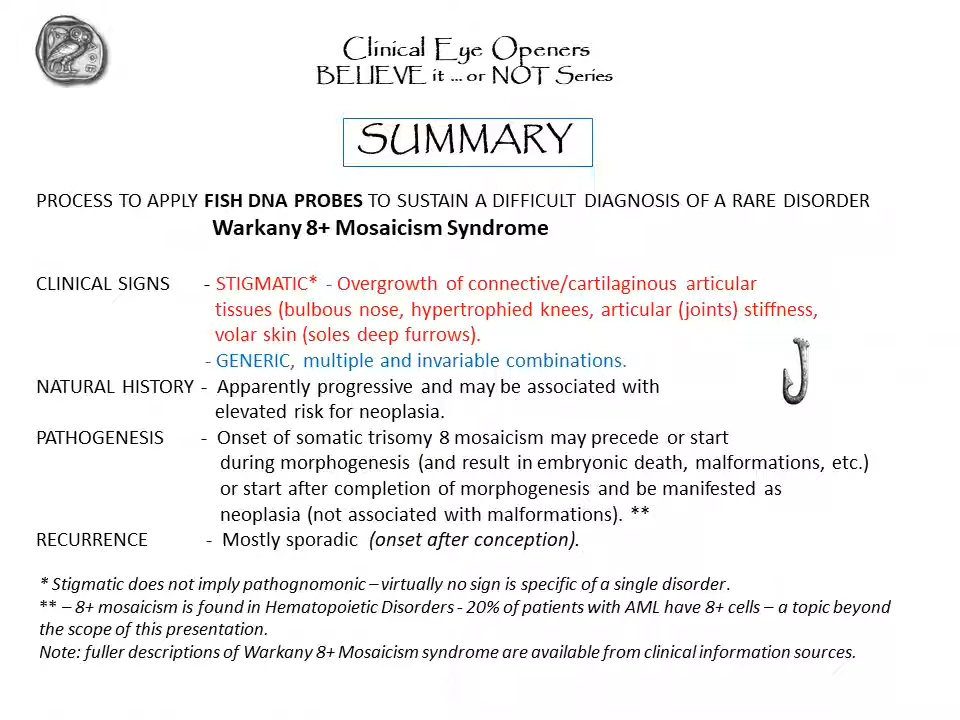 Clinical Eye Openers
BELIEVE it ... or NOT Series
SUMMARY
PROCESS TO APPLY FISH DNA PROBES TO SUSTAIN A DIFFICULT DIAGNOSIS OF A RARE DISORDER
Warkany 8+ Mosaicism Syndrome
CLINICAL SIGNS - STIGMATIC* - Overgrowth of connective/cartilaginous articular
tissues (bulbous nose, hypertrophied knees, articular (joints) stiffness,
volar skin (soles deep furrows).
- GENERIC, multiple and invariable combinations.
NATURAL HISTORY - Apparently progressive and may be associated with
elevated risk for neoplasia.
PATHOGENESIS - Onset of somatic trisomy 8 mosaicism may precede or start
during morphogenesis (and result in embryonic death, malformations, etc.)
or start after completion of morphogenesis and be manifested as
neoplasia (not associated with malformations). **
RECURRENCE - Mostly sporadic (onset after conception).
* Stigmatic does not imply pathognomonic – virtually no sign is specific of a single disorder.
** – 8+ mosaicism is found in Hematopoietic Disorders - 20% of patients with AML have 8+ cells – a topic beyond
the scope of this presentation.
Note: fuller descriptions of Warkany 8+ Mosaicism syndrome are available from clinical information sources.